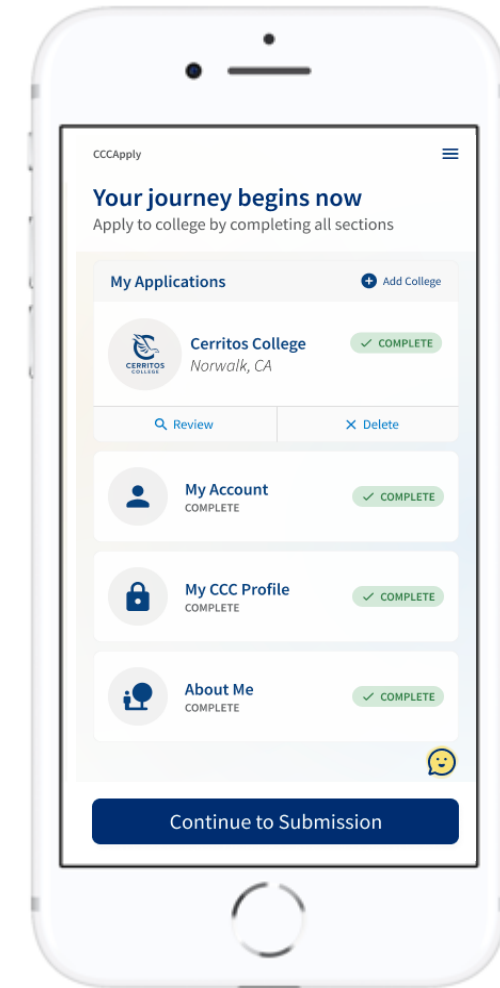 CCCApply
Your journey begins now
Apply to college by completing all sections
My Applications
Add College
CERRITOS
COLLEGE
Cerritos College
COMPLETE
Norwalk, CA
Review
Delete
My Account
COMPLETE
COMPLETE
My CCC Profile
COMPLETE
COMPLETE
About Me
COMPLETE
COMPLETE
Continue to Submission